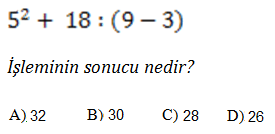 5² + 18 : (9 – 3)
İşleminin sonucu nedir?
A) 32 B) 30 C) 28 D) 26